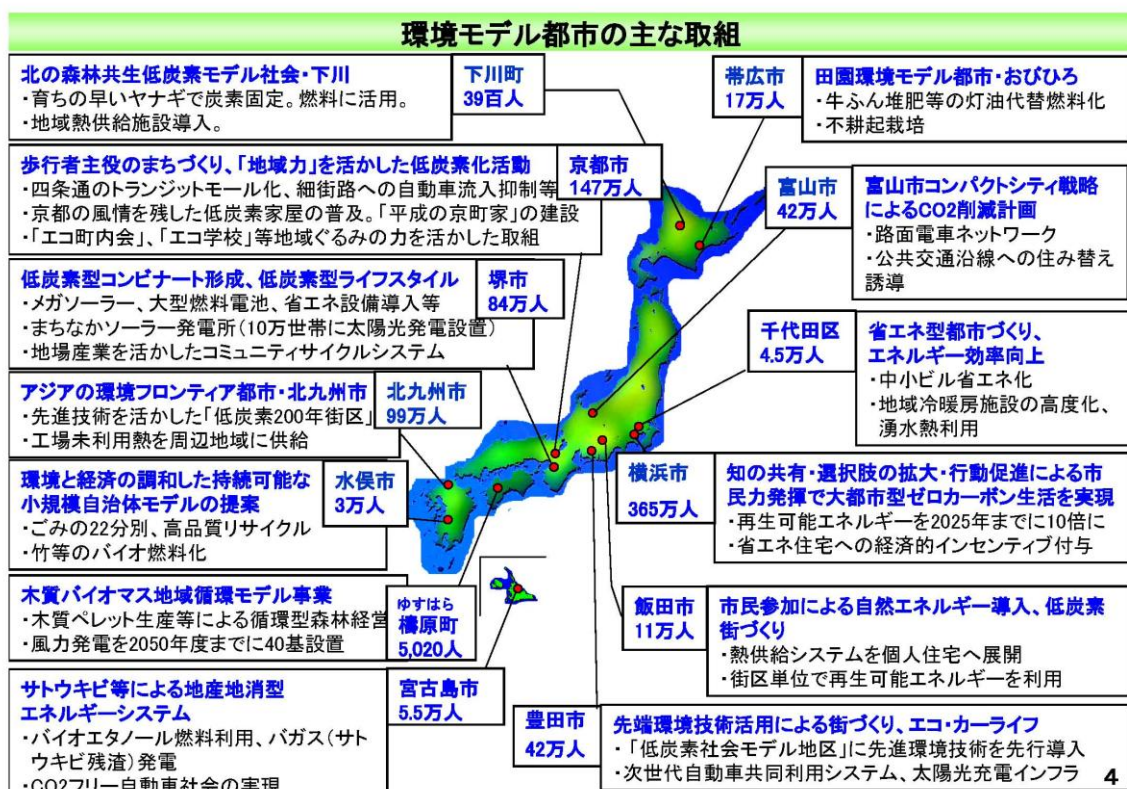 環境モデル都市の主な取組
北の森林共生低炭素モデル社会・下川
・育ちの早いヤナギで炭素固定。燃料に活用。
・地域熱供給施設導入。
下川町
39百人
帯広市
17万人
田園環境モデル都市・おびひろ
・牛ふん堆肥等の灯油代替燃料化
・不耕起栽培
歩行者主役のまちづくり、「地域力」を活かした低炭素化活動
・四条通のトランジットモール化、細街路への自動車流入抑制等
・京都の風情を残した低炭素家屋の普及。「平成の京町家」の建設
・「エコ町内会」、「エコ学校」等地域ぐるみの力を活かした取組
京都市
147万人
富山市
42万人
富山市コンパクトシティ戦略
によるCO2削減計画
・路面電車ネットワーク
・公共交通沿線への住み替え
誘導
低炭素型コンビナート形成、低炭素型ライフスタイル
・メガソーラー、大型燃料電池、省エネ設備導入等
・まちなかソーラー発電所（10万世帯に太陽光発電設置）
・地場産業を活かしたコミュニティサイクルシステム
堺市
84万人
千代田区
4.5万人
省エネ型都市づくり、
エネルギー効率向上
・中小ビル省エネ化
・地域冷暖房施設の高度化、
湧水熱利用
アジアの環境フロンティア都市・北九州市
・先進技術を活かした「低炭素200年街区」
・工場未利用熱を周辺地域に供給
北九州市
99万人
環境と経済の調和した持続可能な
小規模自治体モデルの提案
・ごみの22分別、高品質リサイクル
・竹等のバイオ燃料化
水俣市
3万人
横浜市
365万人
知の共有・選択肢の拡大・行動促進による市
民力発揮で大都市型ゼロカーボン生活を実現
・再生可能エネルギーを2025年までに10倍に
・省エネ住宅への経済的インセンティブ付与
木質バイオマス地域循環モデル事業
・木質ペレット生産等による循環型森林経営
・風力発電を2050年度までに40基設置
ゆすはら
檮原町
5,020人
飯田市
11万人
市民参加による自然エネルギー導入、低炭素
街づくり
・熱供給システムを個人住宅へ展開
・街区単位で再生可能エネルギーを利用
サトウキビ等による地産地消型
エネルギーシステム
・バイオエタノール燃料利用、バガス（サト
ウキビ残渣）発電
・CO2フリー自動車社会の実現
宮古島市
5.5万人
豊田市
42万人
先端環境技術活用による街づくり、エコ・カーライフ
・「低炭素社会モデル地区」に先進環境技術を先行導入
・次世代自動車共同利用システム、太陽光充電インフラ
4